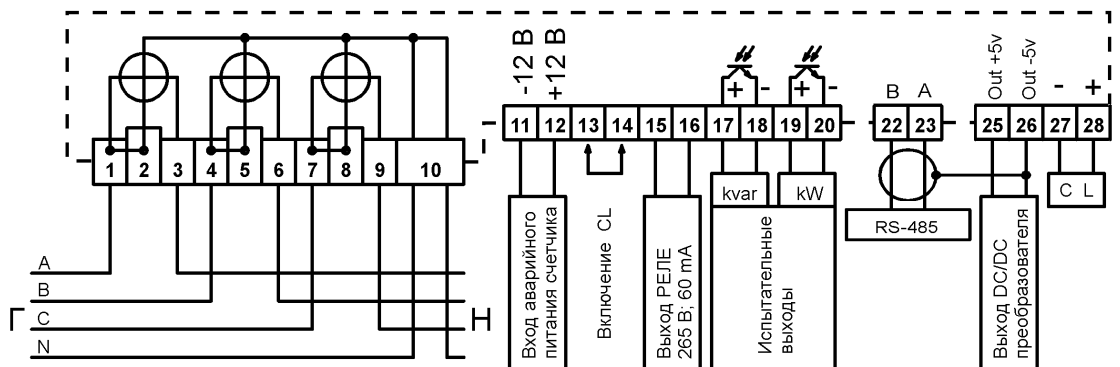 -12 В
+12 В
Out +5v
Out -5v
- +
B A
+ - + -
1 2 3 4 5 6 7 8 9 10
11 12 13 14 15 16 17 18 19 20
22 23
25 26 27 28
kvar
kW
C L
RS-485
A
B
C
N
Г
Н
Вход аварийного
питания счетчика
Включение CL
Выход РЕЛЕ
265 В; 60 mA
Испытательные
выходы
Выход DC/DC
преобразователя